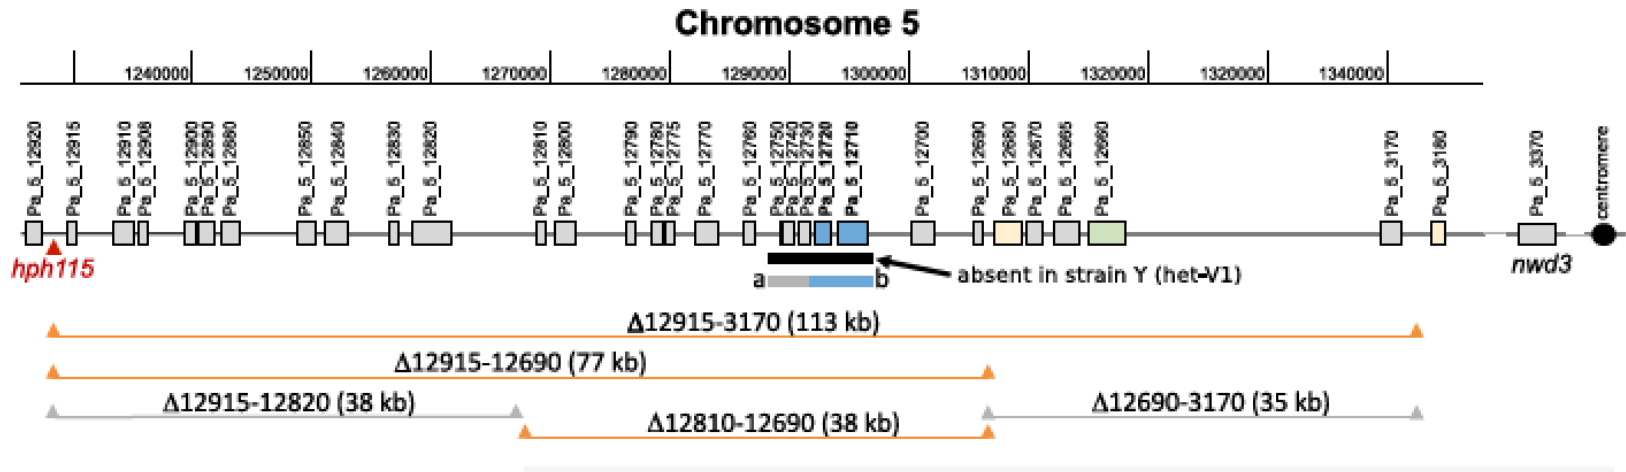 Chromosome 5
1240000 1250000 1260000 1270000 1280000 1290000 1300000 1310000 1320000 1320000 1340000
Pa_5_12920
Pa_5_12915
Pa_5_12910
Pa_5_12908
Pa_5_12900
Pa_5_12890
Pa_5_12880
Pa_5_12850
Pa_5_12840
Pa_5_12830
Pa_5_12820
Pa_5_12810
Pa_5_12800
Pa_5_12790
Pa_5_12780
Pa_5_12775
Pa_5_12770
Pa_5_12760
Pa_5_12750
Pa_5_12740
Pa_5_12730
Pa_5_12720
Pa_5_12710
Pa_5_12700
Pa_5_12690
Pa_5_12680
Pa_5_12670
Pa_5_12665
Pa_5_12660
Pa_5_3170
Pa_5_3180
Pa_5_3370
centromere
hph115
nwd3
a b
absent in strain Y (het-V1)
Δ12915-3170 (113 kb)
Δ12915-12690 (77 kb)
Δ12915-12820 (38 kb)
Δ12690-3170 (35 kb)
Δ12810-12690 (38 kb)